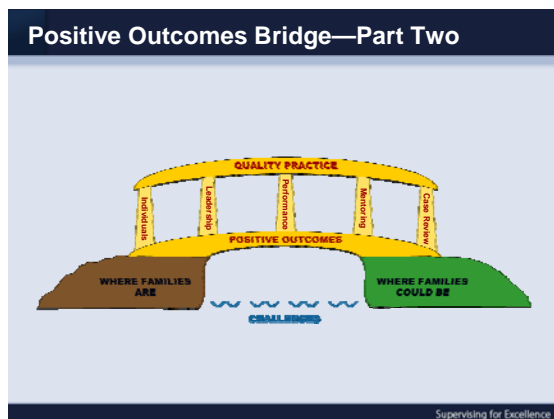 Positive Outcomes Bridge—Part Two
QUALITY PRACTICE
Individuals
Leadership
Performance
Mentoring
Case Review
POSITIVE OUTCOMES
WHERE FAMILIES
ARE
WHERE FAMILIES
COULD BE
CHALLENGES
Supervising for Excellence